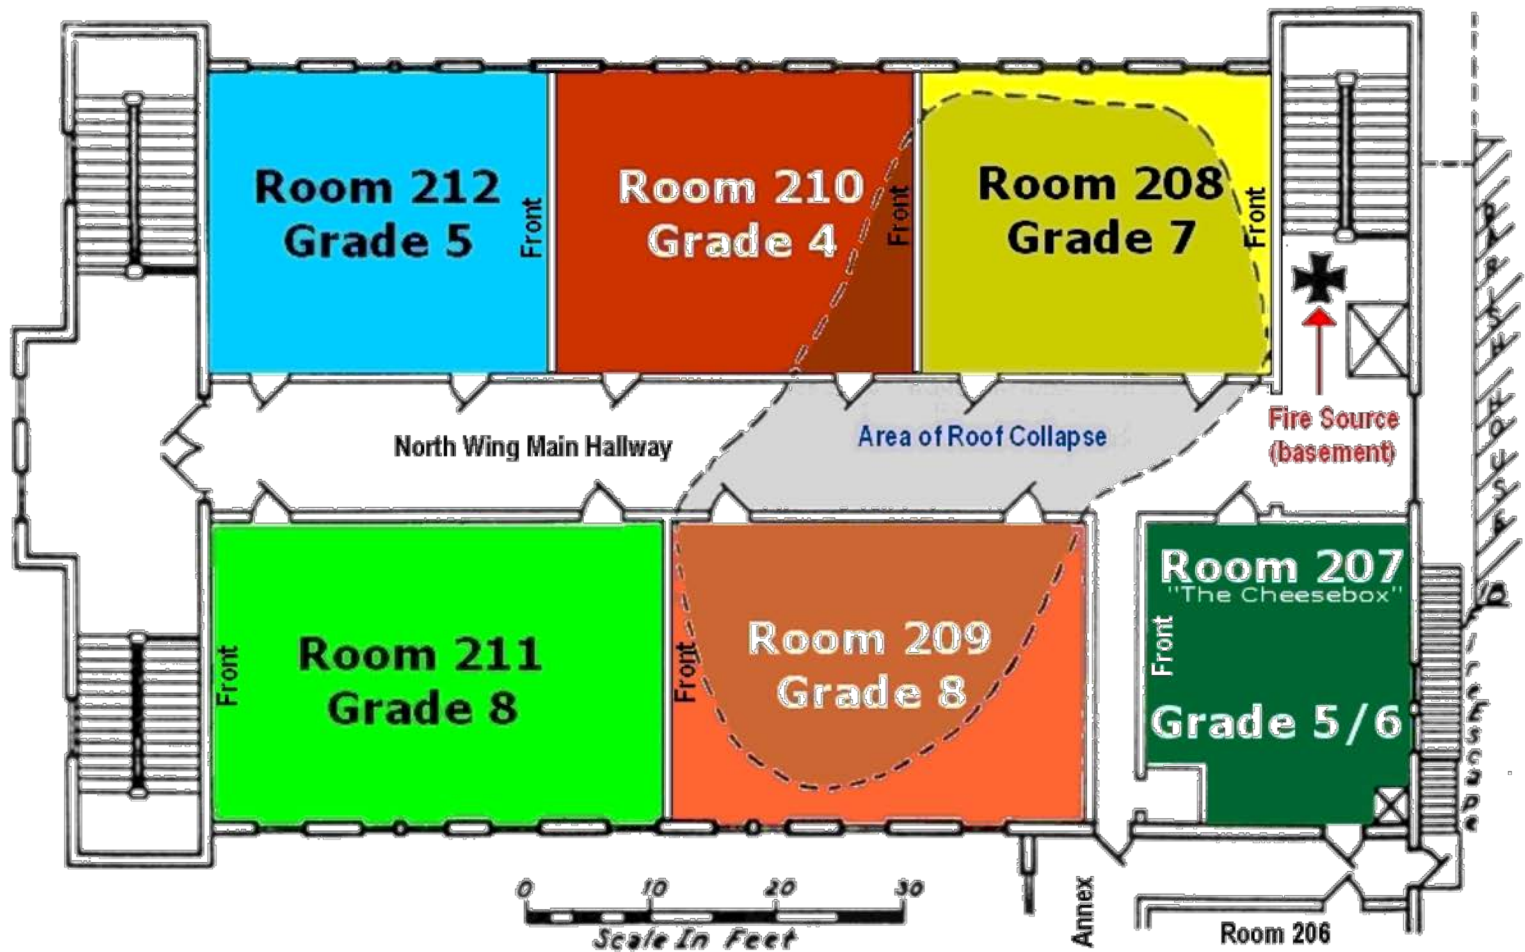 Room 212
Grade 5
Front
Room 210
Grade 4
Front
Room 208
Grade 7
Front
PARISH HOUSE
North Wing Main Hallway
Area of Roof Collapse
Fire Source
(basement)
Room 211
Grade 8
Front
Room 209
Grade 8
Front
Room 207
"The Cheesebox"
Front
Grade 5/6
Annex
Room 206
0 10 20 30
Scale In Feet